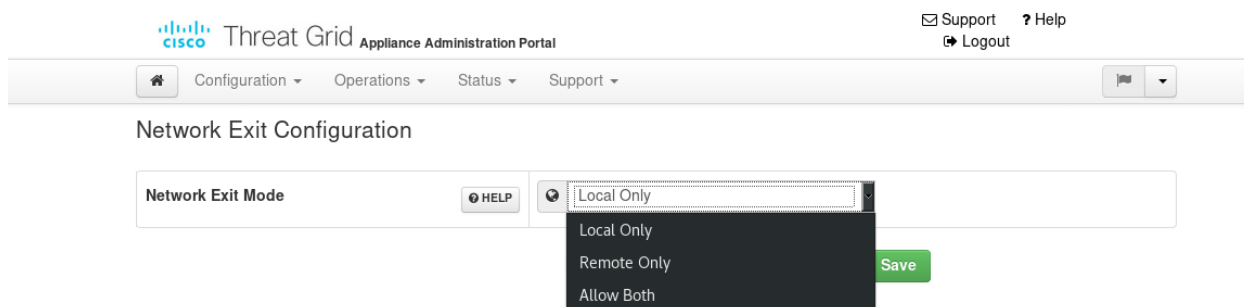 Support ? Help
CISCO Threat Grid Appliance Administration Portal
Logout
Configuration Operations Status Support
Network Exit Configuration
Network Exit Mode ? HELP Local Only
Local Only
Remote Only
Save
Allow Both